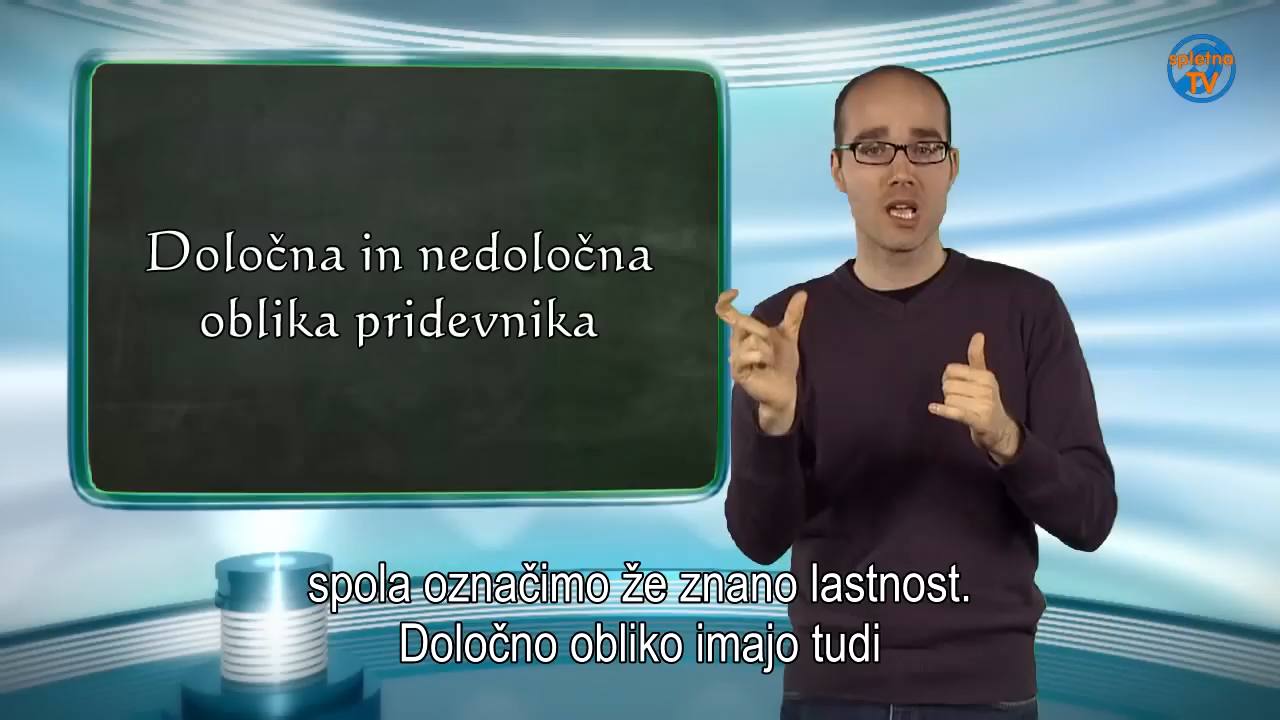 spletna
TV
Določna in nedoločna
oblika pridevnika
spola označimo že znano lastnost.
Določno obliko imajo tudi